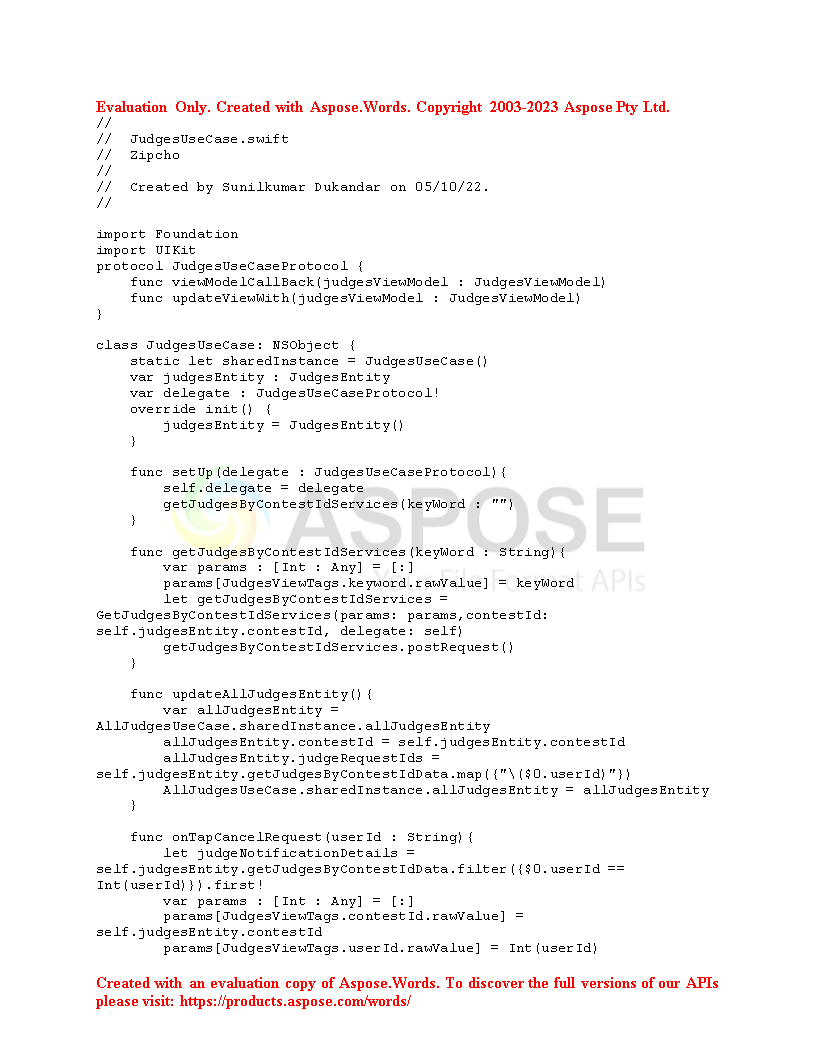 Evaluation Only. Created with Aspose.Words. Copyright 2003-2023 Aspose Pty Ltd.
//
//  JudgesUseCase.swift
//  Zipcho
//
//  Created by Sunilkumar Dukandar on 05/10/22.
//

import Foundation
import UIKit
protocol JudgesUseCaseProtocol {
    func viewModelCallBack(judgesViewModel : JudgesViewModel)
    func updateViewWith(judgesViewModel : JudgesViewModel)
}

class JudgesUseCase: NSObject {
    static let sharedInstance = JudgesUseCase()
    var judgesEntity : JudgesEntity
    var delegate : JudgesUseCaseProtocol!
    override init() {
        judgesEntity = JudgesEntity()
    }

    func setUp(delegate : JudgesUseCaseProtocol){
        self.delegate = delegate
        getJudgesByContestIdServices(keyWord : "")
    }
ASPOSE
Your File Format APIs

    func getJudgesByContestIdServices(keyWord : String){
        var params : [Int : Any] = [:]
        params[JudgesViewTags.keyword.rawValue] = keyWord
        let getJudgesByContestIdServices =
GetJudgesByContestIdServices(params: params,contestId:
self.judgesEntity.contestId, delegate: self)
        getJudgesByContestIdServices.postRequest()
    }

    func updateAllJudgesEntity(){
        var allJudgesEntity =
AllJudgesUseCase.sharedInstance.allJudgesEntity
        allJudgesEntity.contestId = self.judgesEntity.contestId
        allJudgesEntity.judgeRequestIds =
self.judgesEntity.getJudgesByContestIdData.map({"\($0.userId)"})
        AllJudgesUseCase.sharedInstance.allJudgesEntity = allJudgesEntity
    }

    func onTapCancelRequest(userId : String){
        let judgeNotificationDetails =
self.judgesEntity.getJudgesByContestIdData.filter({$0.userId ==
Int(userId)}).first!
        var params : [Int : Any] = [:]
        params[JudgesViewTags.contestId.rawValue] =
self.judgesEntity.contestId
        params[JudgesViewTags.userId.rawValue] = Int(userId)

Created with an evaluation copy of Aspose.Words. To discover the full versions of our APIs
please visit: https://products.aspose.com/words/